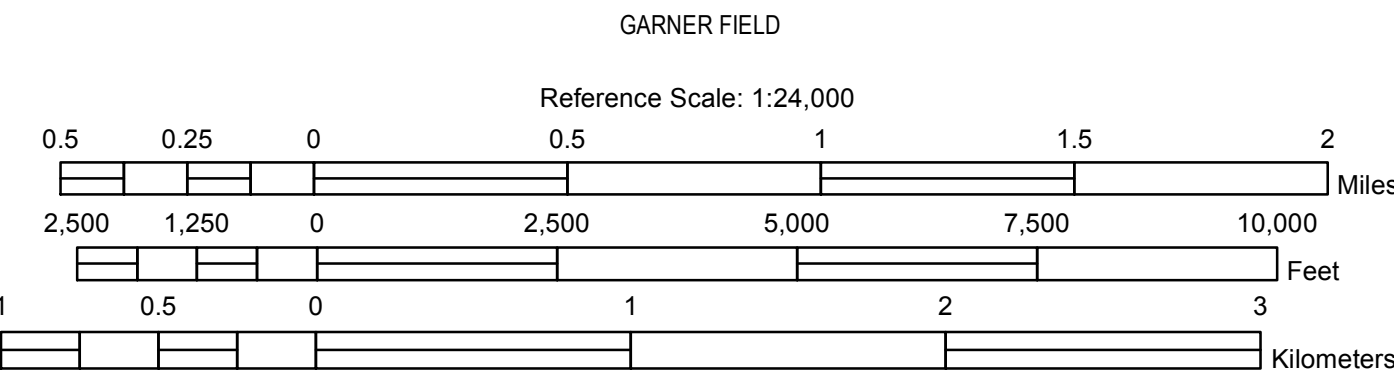 GARNER FIELD
Reference Scale: 1:24,000
0.5 0.25 0 0.5 1 1.5 2
Miles
2,500 1,250 0 2,500 5,000 7,500 10,000
Feet
1 0.5 0 1 2 3
Kilometers